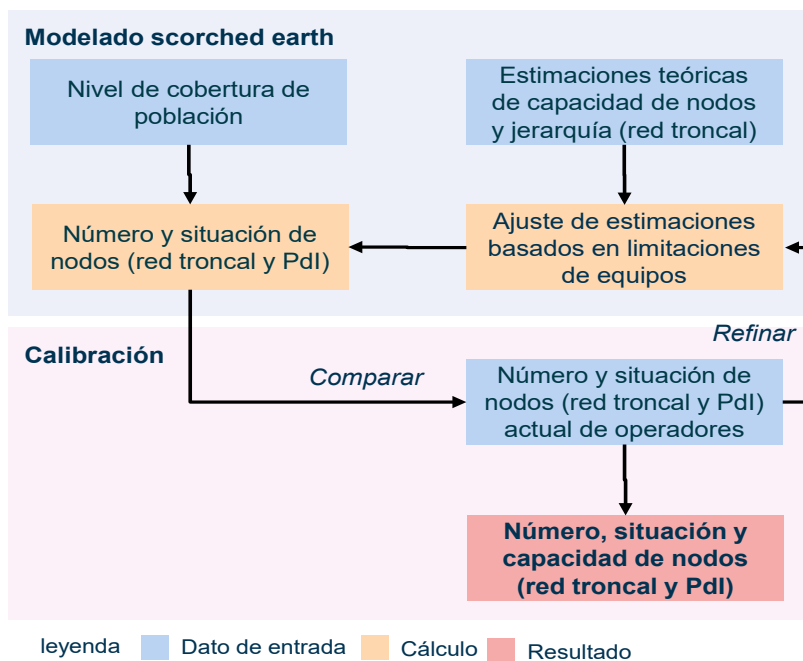 Modelado scorched earth
Nivel de cobertura de
población
Estimaciones teóricas
de capacidad de nodos
y jerarquía (red troncal)
Número y situación de
nodos (red troncal y PdI)
Ajuste de estimaciones
basados en limitaciones
de equipos
Refinar
Calibración
Comparar
Número y situación de
nodos (red troncal y PdI)
actual de operadores
Número, situación y
capacidad de nodos
(red troncal y PdI)
leyenda Dato de entrada Cálculo Resultado